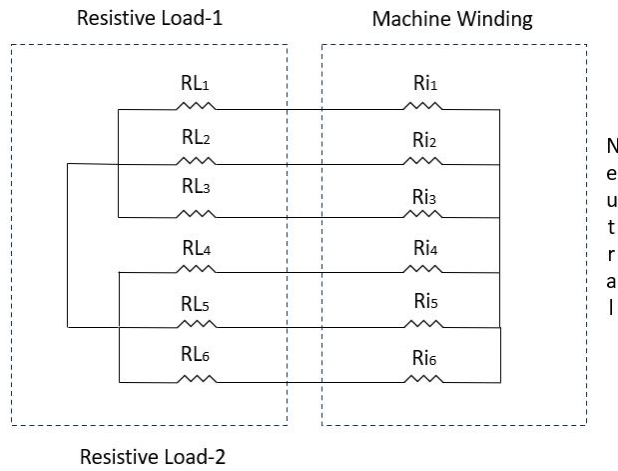 Resistive Load-1
Machine Winding
RL₁
Ri₁
RL₂
Ri₂
RL₃
Ri₃
RL₄
Ri₄
RL₅
Ri₅
RL₆
Ri₆
Neutral
Resistive Load-2